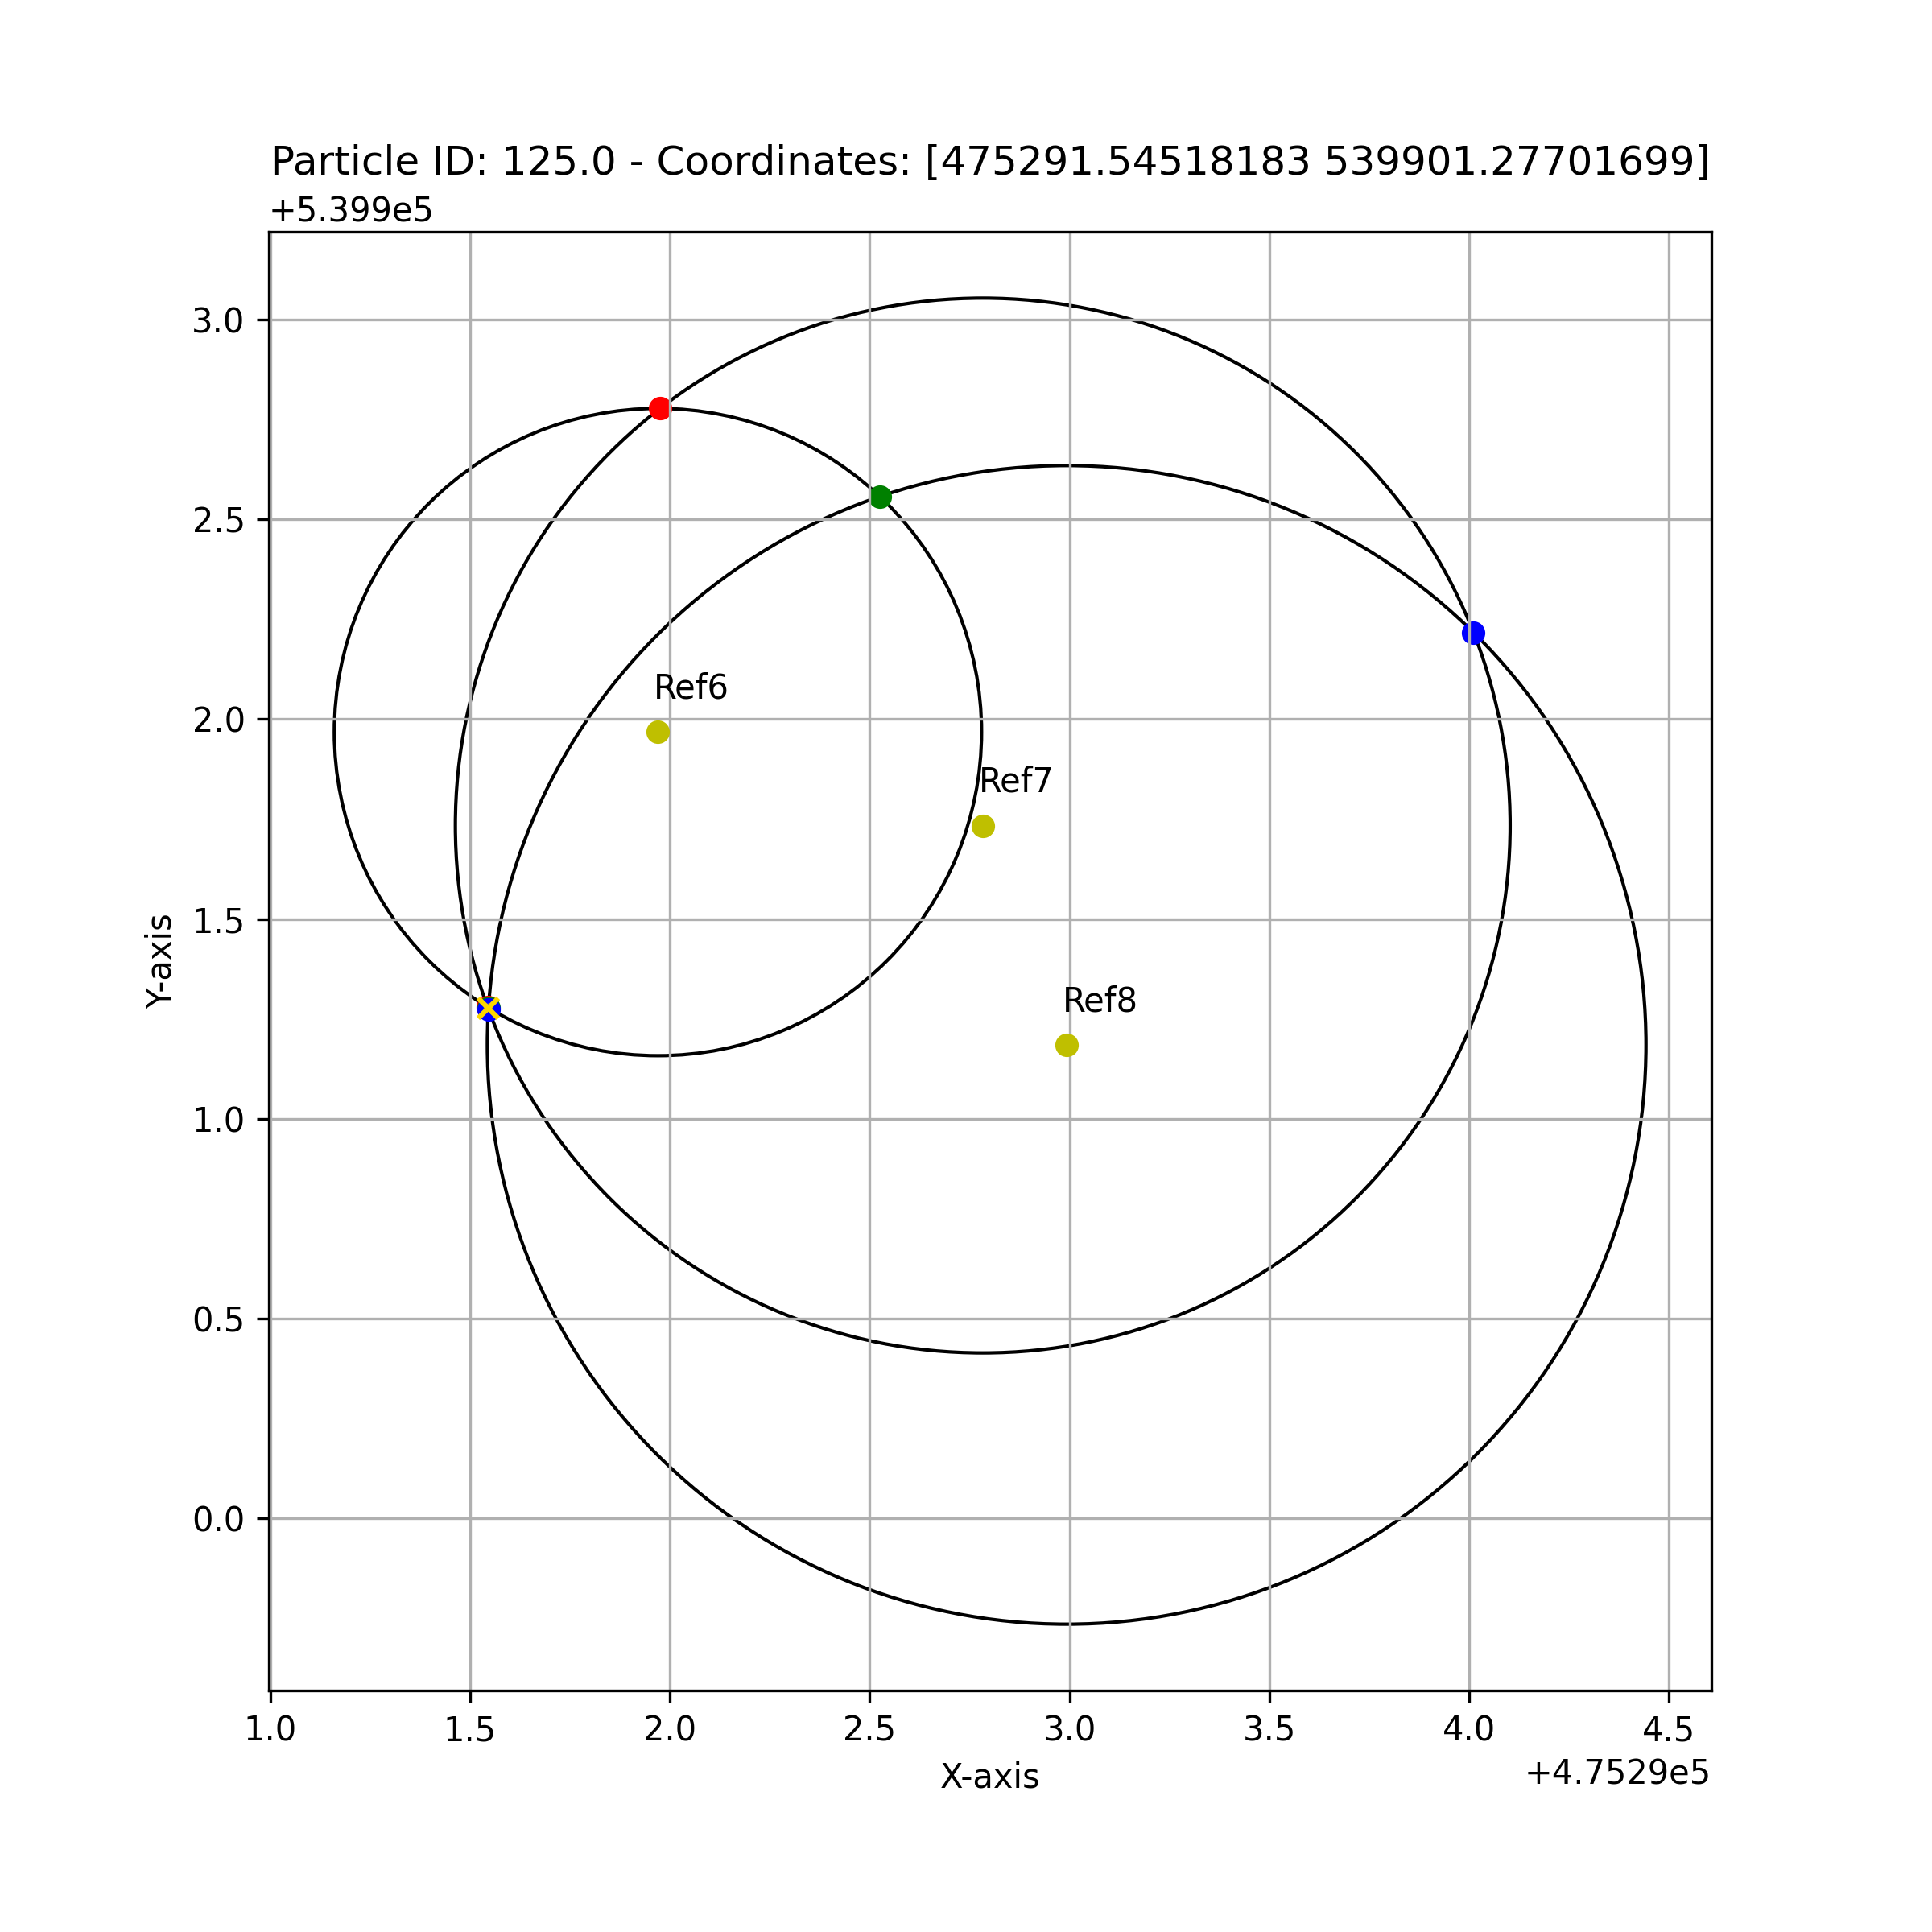 Particle ID: 125.0 - Coordinates: [475291.54518183 539901.27701699]
+5.399e5
3.0
2.5
2.0
1.5
1.0
0.5
0.0
Y-axis
Ref6
Ref7
Ref8
1.0 1.5 2.0 2.5 3.0 3.5 4.0 4.5
X-axis
+4.7529e5